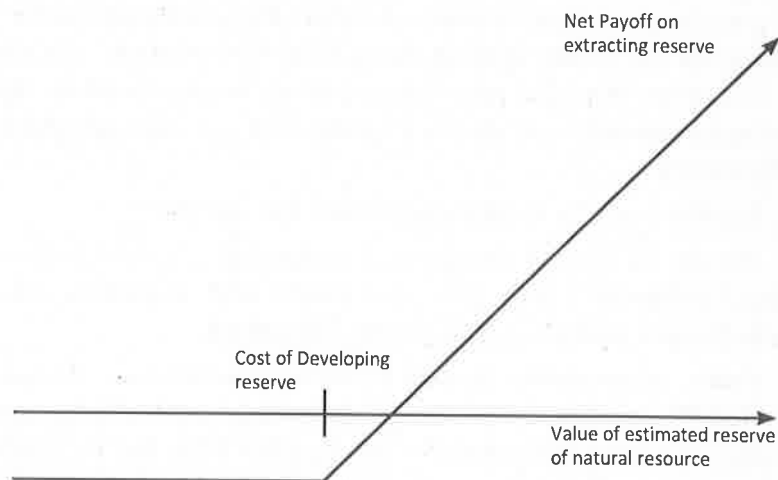 Net Payoff on
extracting reserve
Cost of Developing
reserve
Value of estimated reserve
of natural resource